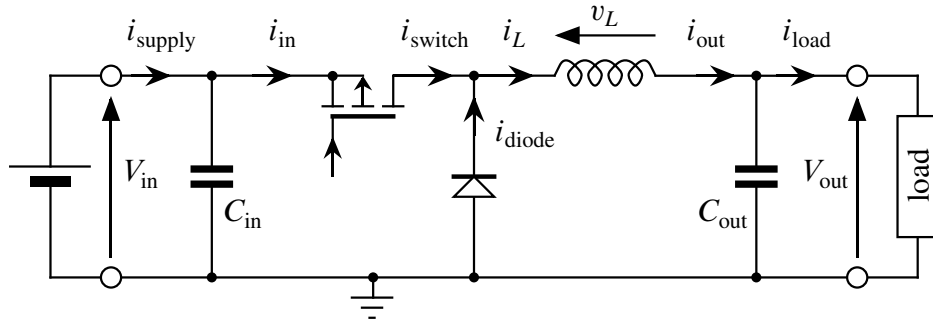 i_supply i_in i_switch i_L v_L i_out i_load
V_in C_in i_diode C_out V_out load